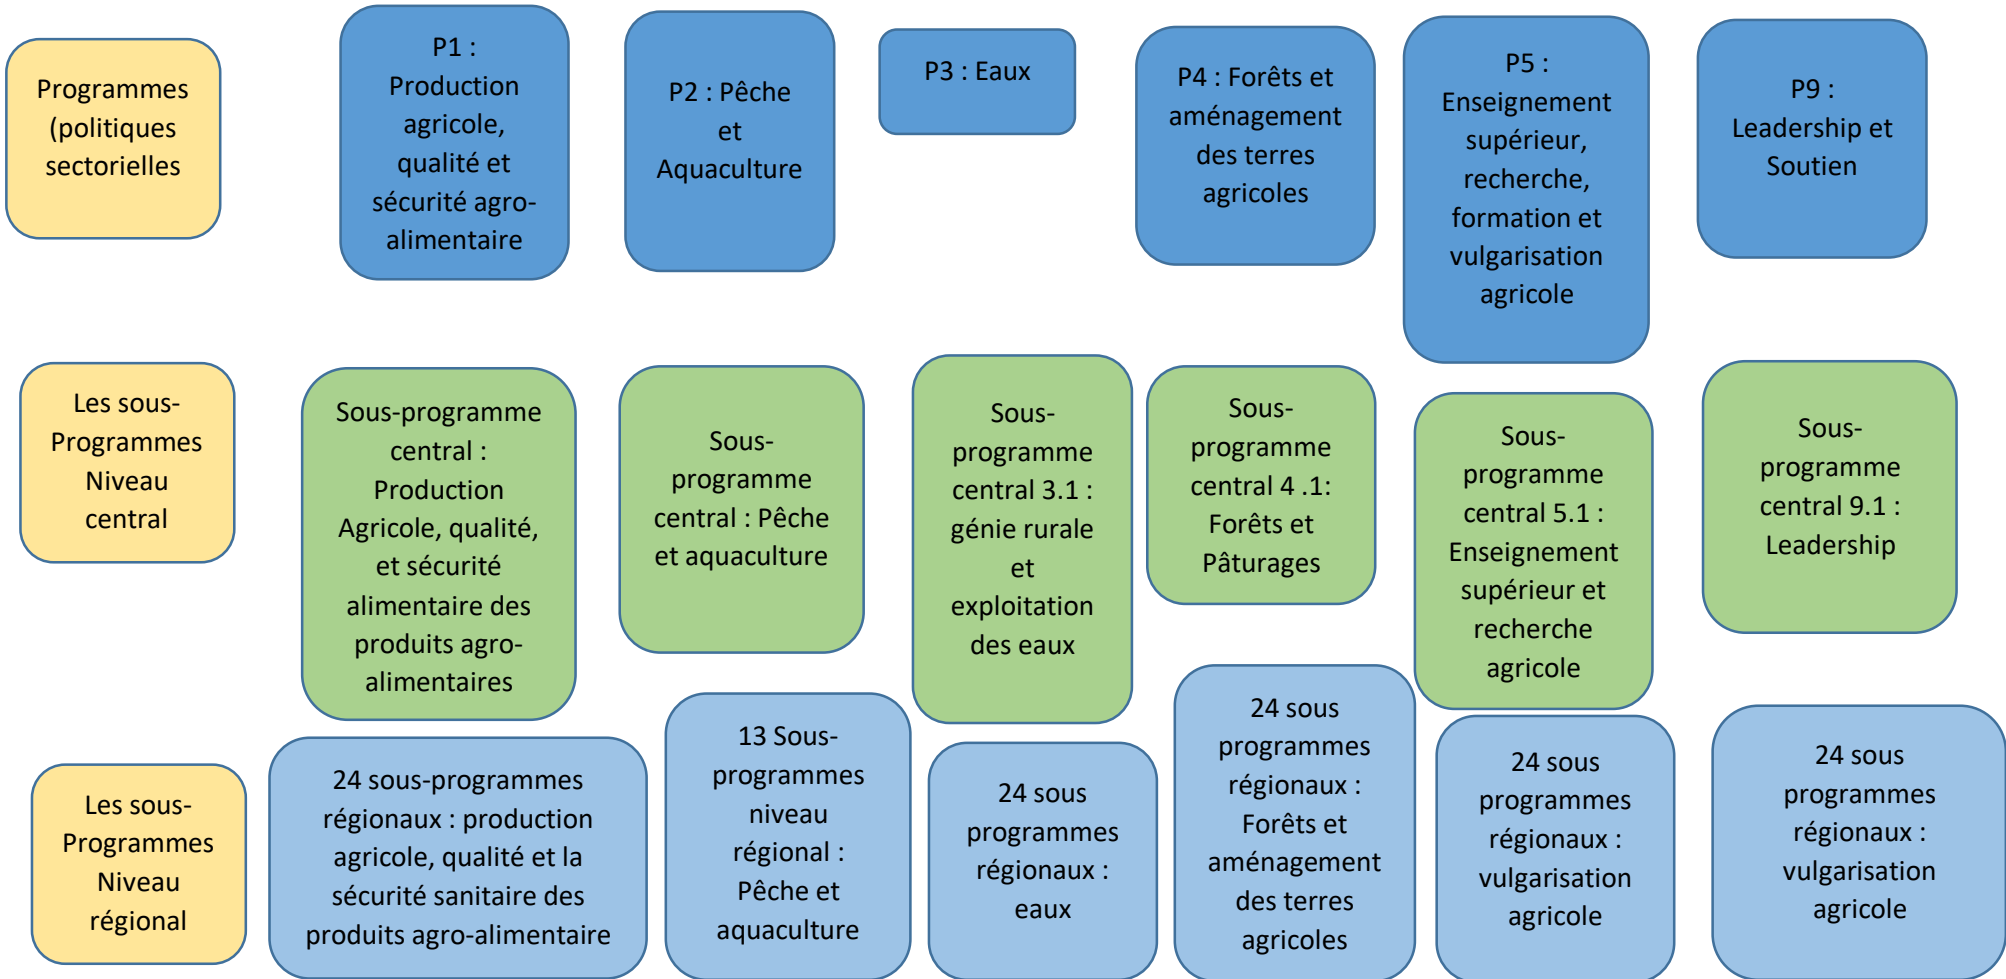 Programmes
(politiques
sectorielles
P1 :
Production
agricole,
qualité et
sécurité agro-
alimentaire
P2 : Pêche
et
Aquaculture
P3 : Eaux
P4 : Forêts et
aménagement
des terres
agricoles
P5 :
Enseignement
supérieur,
recherche,
formation et
vulgarisation
agricole
P9 :
Leadership et
Soutien
Les sous-
Programmes
Niveau
central
Sous-programme
central :
Production
Agricole, qualité,
et sécurité
alimentaire des
produits agro-
alimentaires
Sous-
programme
central : Pêche
et aquaculture
Sous-
programme
central 3.1 :
génie rurale
et
exploitation
des eaux
Sous-
programme
central 4 .1:
Forêts et
Pâturages
Sous-
programme
central 5.1 :
Enseignement
supérieur et
recherche
agricole
Sous-
programme
central 9.1 :
Leadership
Les sous-
Programmes
Niveau
régional
24 sous-programmes
régionaux : production
agricole, qualité et la
sécurité sanitaire des
produits agro-alimentaire
13 Sous-
programmes
niveau
régional :
Pêche et
aquaculture
24 sous
programmes
régionaux :
eaux
24 sous
programmes
régionaux :
Forêts et
aménagement
des terres
agricoles
24 sous
programmes
régionaux :
vulgarisation
agricole
24 sous
programmes
régionaux :
vulgarisation
agricole